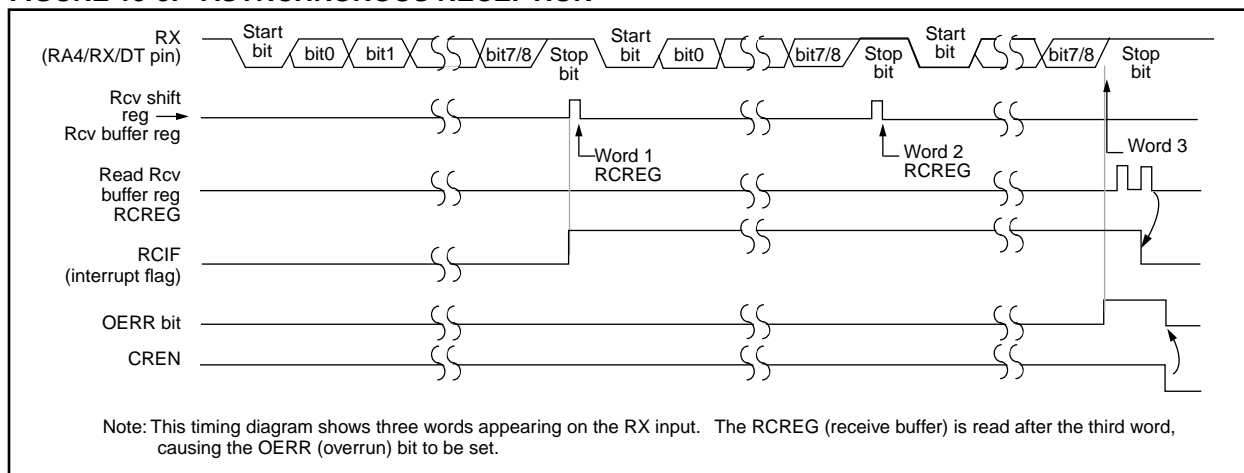 RX
(RA4/RX/DT pin)
Start
bit
bit0
bit1
bit7/8
Stop
bit
Start
bit
bit0
bit7/8
Stop
bit
Start
bit
bit7/8
Stop
bit
Rcv shift
reg
Rcv buffer reg
Word 1
RCREG
Word 2
RCREG
Word 3
Read Rcv
buffer reg
RCREG
RCIF
(interrupt flag)
OERR bit
CREN
Note: This timing diagram shows three words appearing on the RX input. The RCREG (receive buffer) is read after the third word,
causing the OERR (overrun) bit to be set.